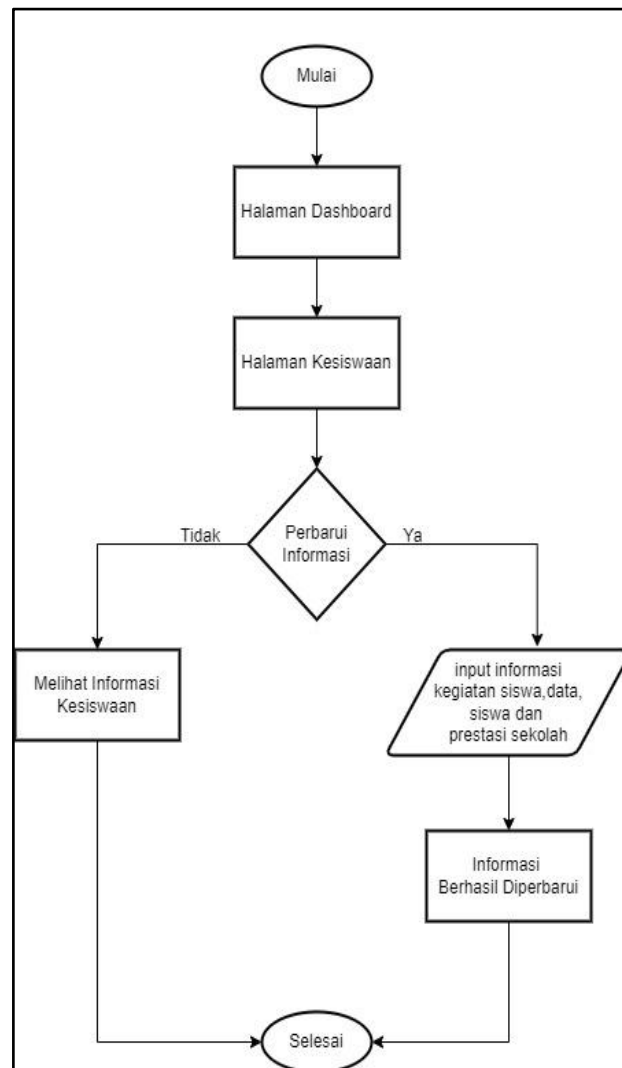 Mulai
Halaman Dashboard
Halaman Kesiswaan
Perbarui
Informasi
Tidak
Ya
Melihat Informasi
Kesiswaan
input informasi
kegiatan siswa,data,
siswa dan
prestasi sekolah
Informasi
Berhasil Diperbarui
Selesai